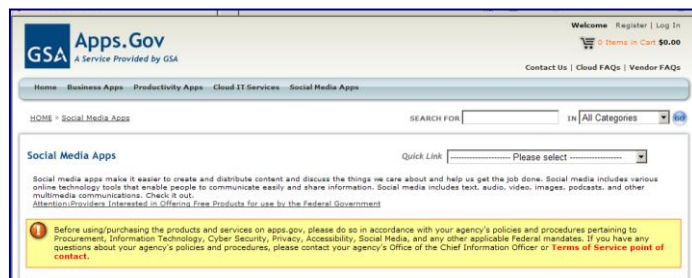 Welcome Register | Log In
GSA Apps.Gov
A Service Provided by GSA
0 Items in Cart $0.00
Contact Us | Cloud FAQs | Vendor FAQs
Home Business Apps Productivity Apps Cloud IT Services Social Media Apps
HOME » Social Media Apps SEARCH FOR IN All Categories GO
Social Media Apps Quick Link -------------------- Please select ------------------
Social media apps make it easier to create and distribute content and discuss the things we care about and help us get the job done. Social media includes various
online technology tools that enable people to communicate easily and share information. Social media includes text, audio, video, images, podcasts, and other
multimedia communications. Check it out.
Attention:Providers Interested in Offering Free Products for use by the Federal Government
Before using/purchasing the products and services on apps.gov, please do so in accordance with your agency's policies and procedures pertaining to
Procurement, Information Technology, Cyber Security, Privacy, Accessibility, Social Media, and any other applicable Federal mandates. If you have any
questions about your agency's policies and procedures, please contact your agency's Office of the Chief Information Officer or Terms of Service point of
contact.